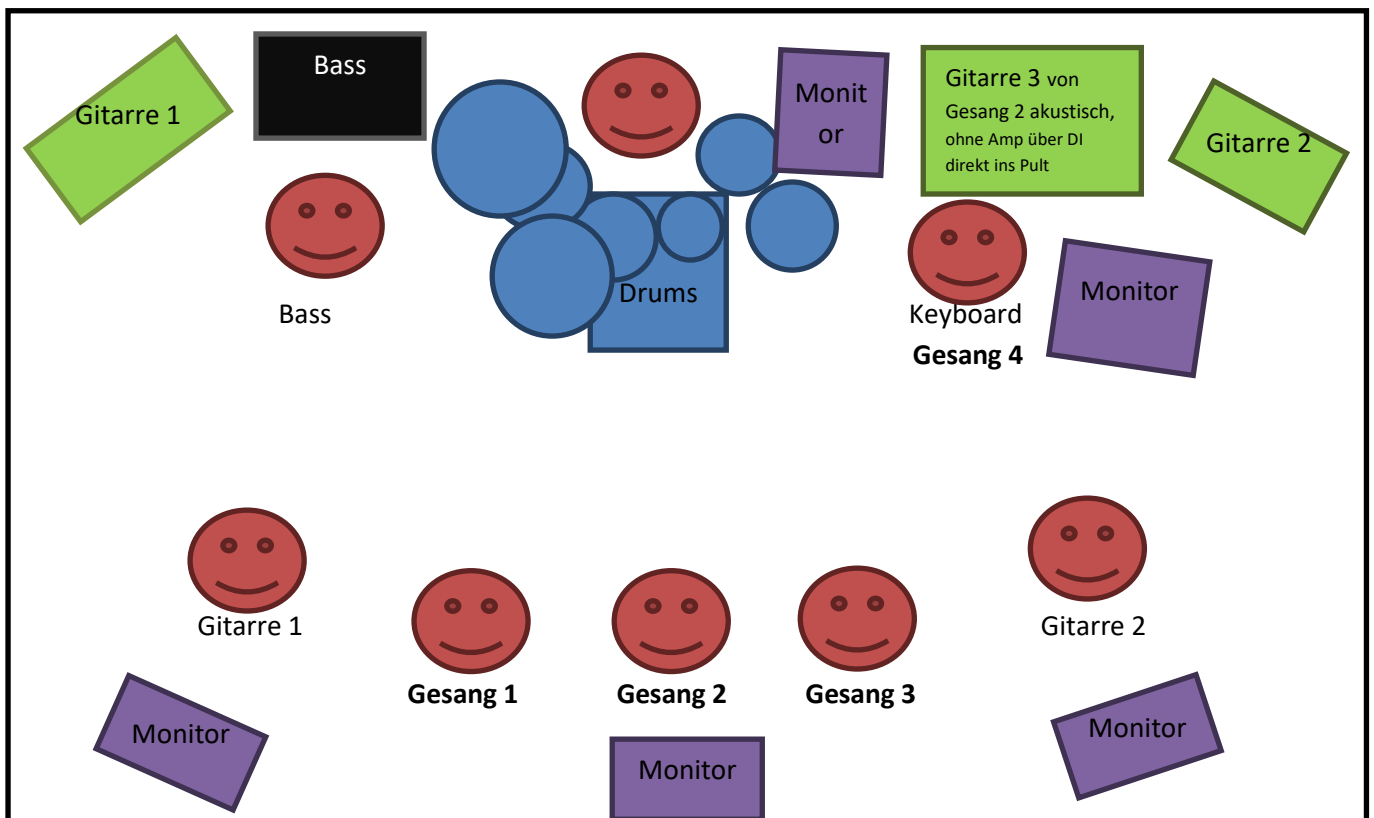 Gitarre 1
Bass
Monit
or
Gitarre 3 von
Gesang 2 akustisch,
ohne Amp über DI
direkt ins Pult
Gitarre 2
Bass
Drums
Keyboard
Gesang 4
Monitor
Gitarre 1
Gesang 1
Gesang 2
Gesang 3
Gitarre 2
Monitor
Monitor
Monitor